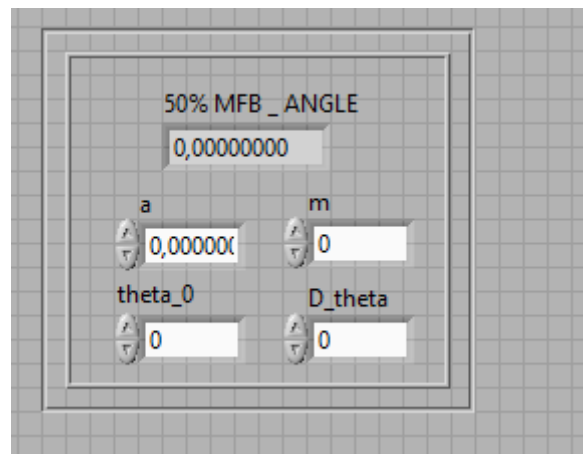 50% MFB _ ANGLE
0,00000000
a
m
0,000000
0
theta_0
D_theta
0
0